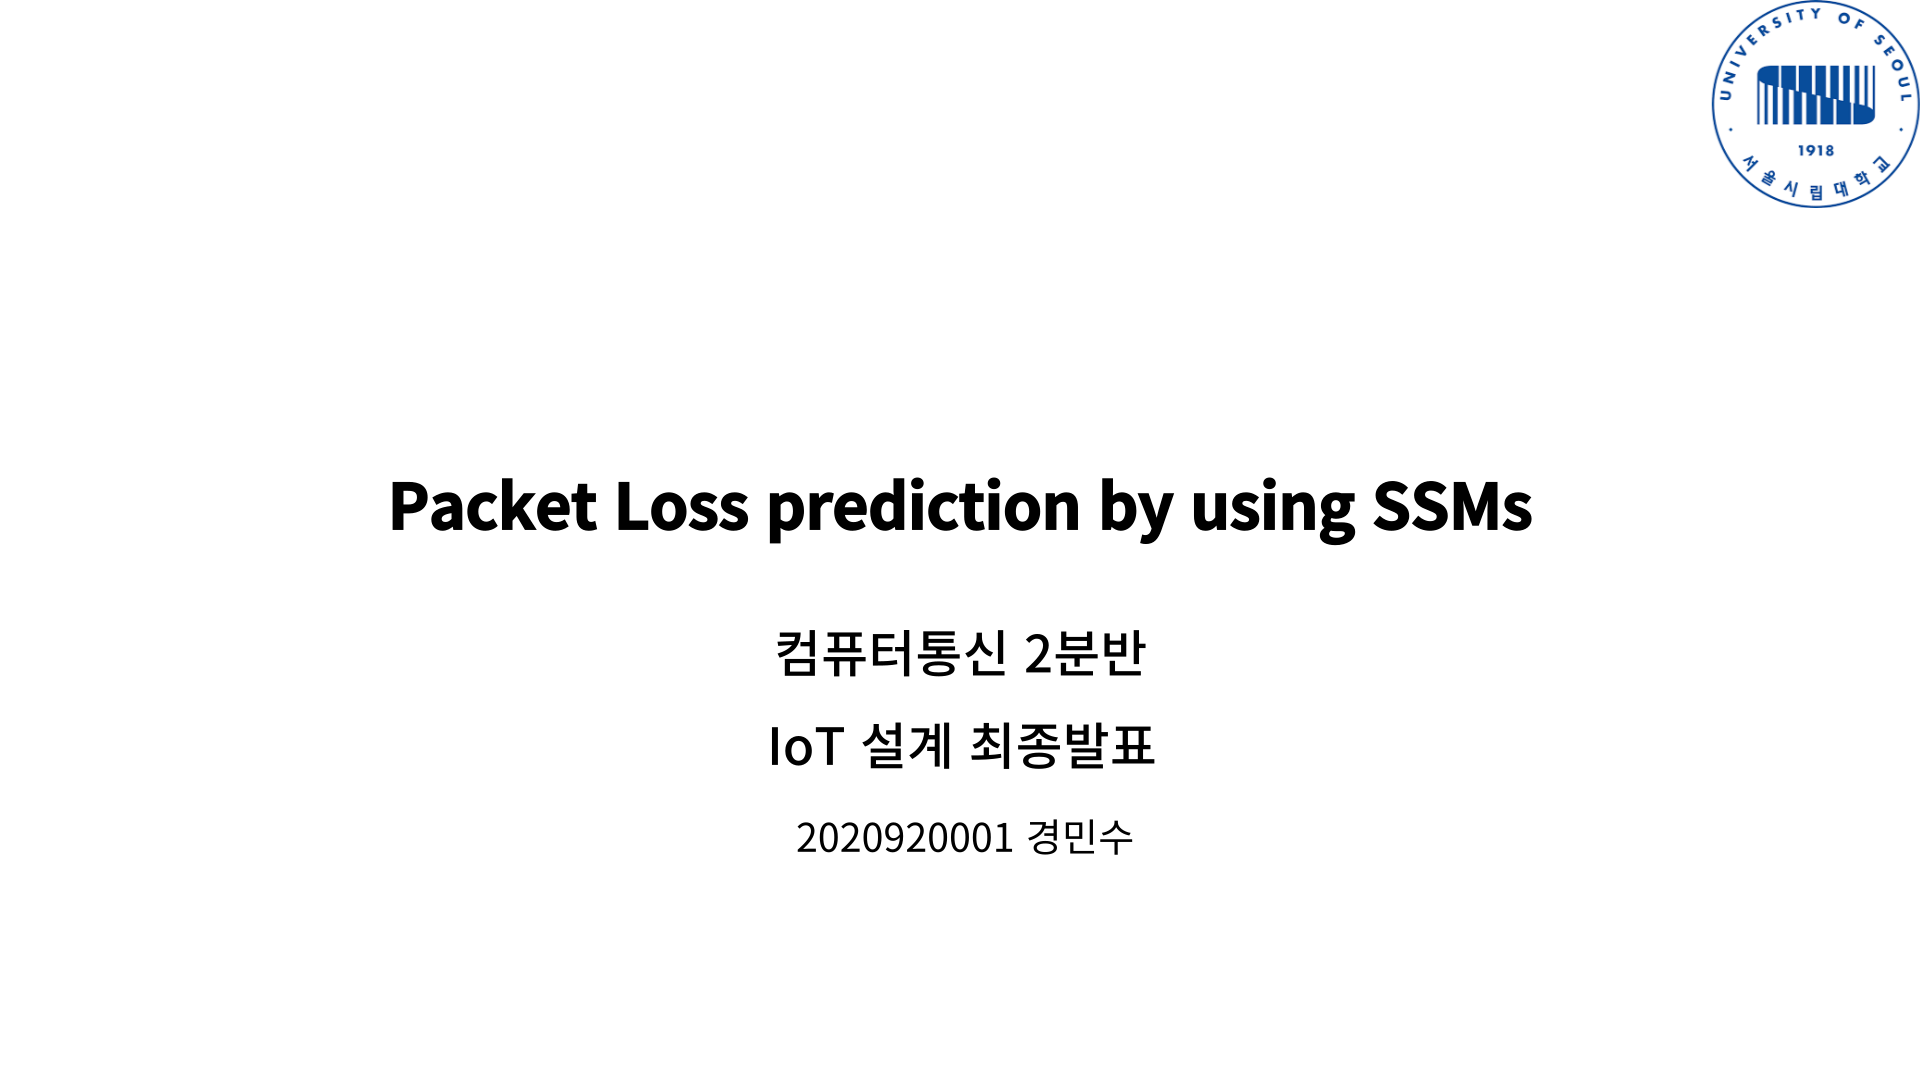 UNIVERSITY OF SEOUL
1918
서울시립대학교
Packet Loss prediction by using SSMs
컴퓨터통신 2분반
IoT 설계 최종발표
2020920001 경민수